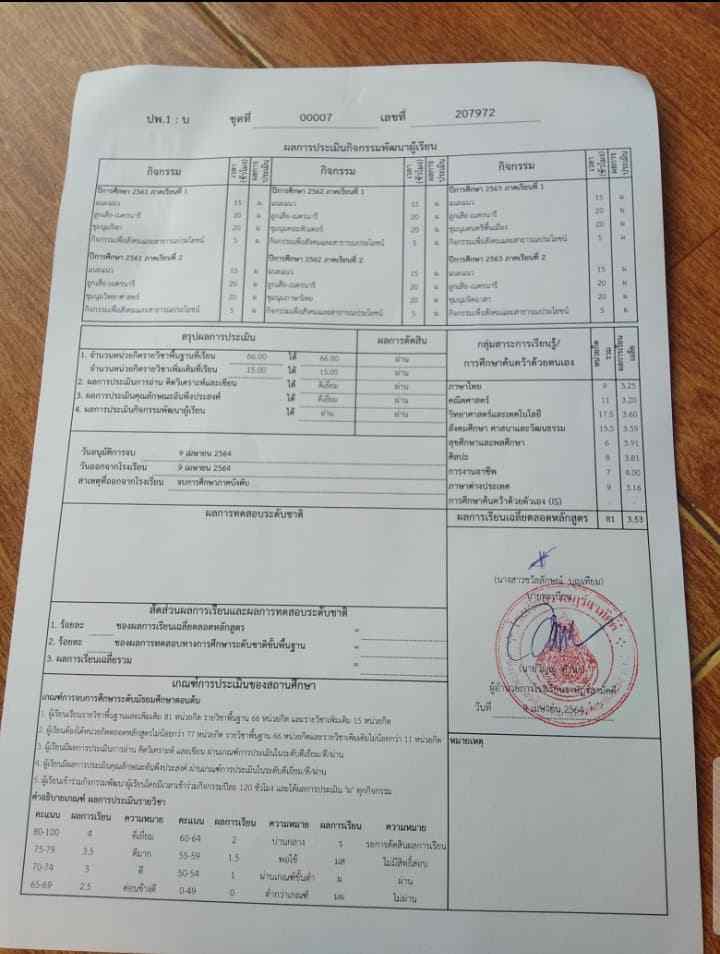 ปพ.1 : บ ชุดที่ 00007 เลขที่ 207972
ผลการประเมินกิจกรรมพัฒนาผู้เรียน
กิจกรรม เวลา (ชั่วโมง) ผลการประเมิน กิจกรรม เวลา (ชั่วโมง) ผลการประเมิน กิจกรรม เวลา (ชั่วโมง) ผลการประเมิน
ปีการศึกษา 2561 ภาคเรียนที่ 1 ปีการศึกษา 2562 ภาคเรียนที่ 1 ปีการศึกษา 2563 ภาคเรียนที่ 1
แนะแนว 15 ผ แนะแนว 15 ผ แนะแนว 15 ผ
ลูกเสือ-เนตรนารี 20 ผ ลูกเสือ-เนตรนารี 20 ผ ลูกเสือ-เนตรนารี 20 ผ
ชุมนุมกีฬา 20 ผ ชุมนุมครอสเวิร์ด 20 ผ ชุมนุมดนตรีพื้นเมือง 20 ผ
กิจกรรมเพื่อสังคมและสาธารณประโยชน์ 5 ผ กิจกรรมเพื่อสังคมและสาธารณประโยชน์ 5 ผ กิจกรรมเพื่อสังคมและสาธารณประโยชน์ 5 ผ
ปีการศึกษา 2561 ภาคเรียนที่ 2 ปีการศึกษา 2562 ภาคเรียนที่ 2 ปีการศึกษา 2563 ภาคเรียนที่ 2
แนะแนว 15 ผ แนะแนว 15 ผ แนะแนว 15 ผ
ลูกเสือ-เนตรนารี 20 ผ ลูกเสือ-เนตรนารี 20 ผ ลูกเสือ-เนตรนารี 20 ผ
ชุมนุมวิทยาศาสตร์ 20 ผ ชุมนุมภาษาไทย 20 ผ 20 ผ
กิจกรรมเพื่อสังคมและสาธารณประโยชน์ 5 ผ กิจกรรมเพื่อสังคมและสาธารณประโยชน์ 5 ผ กิจกรรมเพื่อสังคมและสาธารณประโยชน์ 5 ผ
สรุปผลการประเมิน ผลการตัดสิน
1. จำนวนหน่วยกิตรายวิชาพื้นฐานที่เรียน 66.00 ได้ 66.00 ผ่าน
จำนวนหน่วยกิตรายวิชาเพิ่มเติมที่เรียน 15.00 ได้ 15.00 ผ่าน
2. ผลการประเมินการอ่าน คิดวิเคราะห์และเขียน ได้ ดีเยี่ยม ผ่าน
3. ผลการประเมินคุณลักษณะอันพึงประสงค์ ได้ ดีเยี่ยม ผ่าน
4. ผลการประเมินกิจกรรมพัฒนาผู้เรียน ได้ ผ่าน ผ่าน
วันอนุมัติการจบ 9 เมษายน 2564
วันออกจากโรงเรียน 9 เมษายน 2564
สาเหตุที่ออกจากโรงเรียน จบการศึกษาภาคบังคับ
กลุ่มสาระการเรียนรู้/ การศึกษาค้นคว้าด้วยตนเอง หน่วยกิตรวม ผลการเรียนเฉลี่ย
ภาษาไทย 9 3.25
คณิตศาสตร์ 11 3.20
วิทยาศาสตร์และเทคโนโลยี 17.5 3.60
สังคมศึกษา ศาสนาและวัฒนธรรม 15.5 3.59
สุขศึกษาและพลศึกษา 6 3.91
ศิลปะ 8 3.81
การงานอาชีพ 7 4.00
ภาษาต่างประเทศ 9 3.16
การศึกษาค้นคว้าด้วยตัวเอง (IS) - -
ผลการเรียนเฉลี่ยตลอดหลักสูตร 81 3.53
ผลการทดสอบระดับชาติ
สัดส่วนผลการเรียนและผลการทดสอบระดับชาติ
1. ร้อยละ ของผลการเรียนเฉลี่ยตลอดหลักสูตร =
2. ร้อยละ ของผลการทดสอบทางการศึกษาระดับชาติขั้นพื้นฐาน =
3. ผลการเรียนเฉลี่ยรวม =
(นางสาวชวัลลักษณ์ บุญเทียม)
นายทะเบียน
วันที่ 9 เมษายน 2564
หมายเหตุ
เกณฑ์การประเมินของสถานศึกษา
เกณฑ์การจบการศึกษาระดับมัธยมศึกษาตอนต้น
1. ผู้เรียนเรียนรายวิชาพื้นฐานและเพิ่มเติม 81 หน่วยกิต รายวิชาพื้นฐาน 66 หน่วยกิต และรายวิชาเพิ่มเติม 15 หน่วยกิต
2. ผู้เรียนต้องได้หน่วยกิตตลอดหลักสูตรไม่น้อยกว่า 77 หน่วยกิต รายวิชาพื้นฐาน 66 หน่วยกิตและรายวิชาเพิ่มเติมไม่น้อยกว่า 11 หน่วยกิต
3. ผู้เรียนมีผลการประเมินการอ่าน คิดวิเคราะห์ และเขียน ผ่านเกณฑ์การประเมินในระดับดีเยี่ยม/ดี/ผ่าน
4. ผู้เรียนมีผลการประเมินคุณลักษณะอันพึงประสงค์ ผ่านเกณฑ์การประเมินในระดับดีเยี่ยม/ดี/ผ่าน
5. ผู้เรียนเข้าร่วมกิจกรรมพัฒนาผู้เรียนโดยมีเวลาเข้าร่วมกิจกรรมปีละ 120 ชั่วโมง และได้ผลการประเมิน "ผ" ทุกกิจกรรม
คำอธิบายเกณฑ์ ผลการประเมินรายวิชา
คะแนน ผลการเรียน ความหมาย คะแนน ผลการเรียน ความหมาย ผลการเรียน ความหมาย
80-100 4 ดีเยี่ยม 60-64 2 ปานกลาง ร รอการตัดสินผลการเรียน
75-79 3.5 ดีมาก 55-59 1.5 พอใช้ มส ไม่มีสิทธิ์สอบ
70-74 3 ดี 50-54 1 ผ่านเกณฑ์ขั้นต่ำ ผ ผ่าน
65-69 2.5 ค่อนข้างดี 0-49 0 ต่ำกว่าเกณฑ์ มผ ไม่ผ่าน